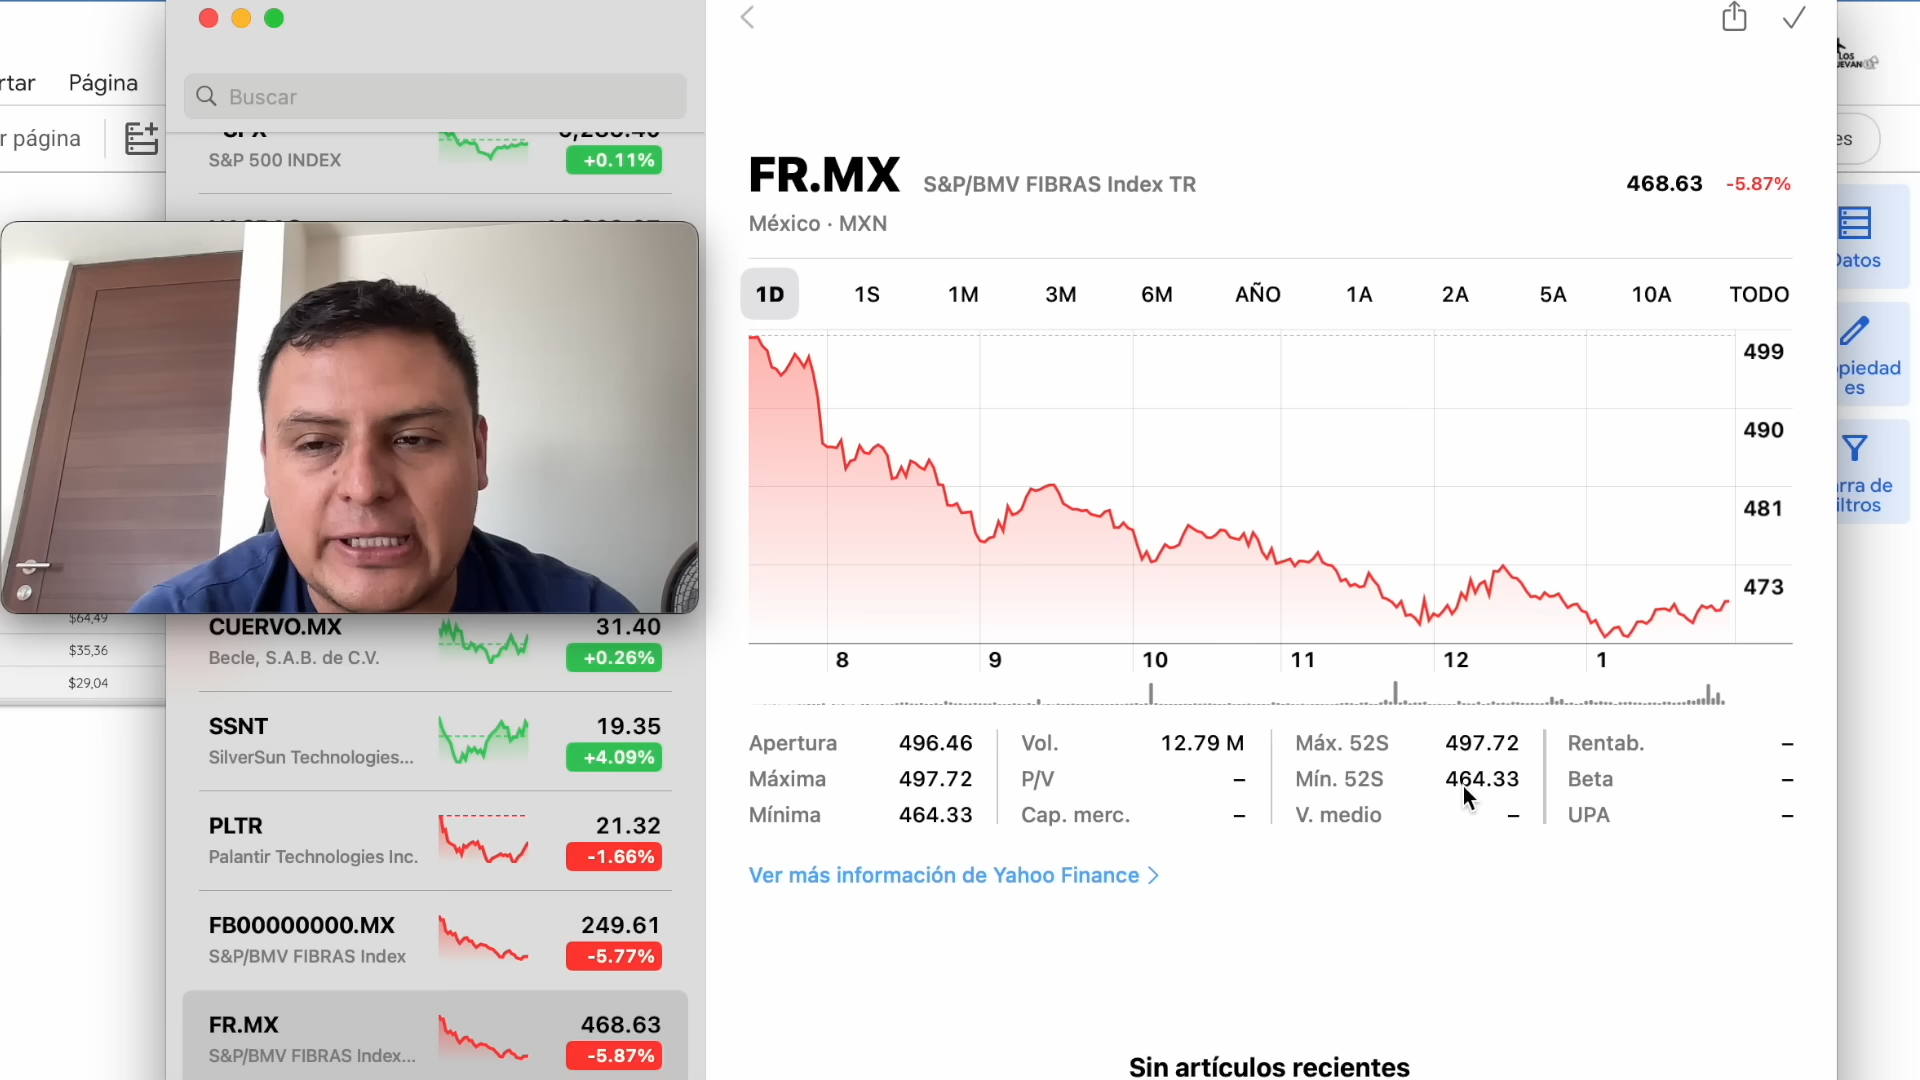 Página
r página
Buscar
S&P 500 INDEX
+0.11%
$35,36
$29,04
CUERVO.MX
31.40
Becle, S.A.B. de C.V.
+0.26%
SSNT
19.35
SilverSun Technologies...
+4.09%
PLTR
21.32
Palantir Technologies Inc.
-1.66%
FB00000000.MX
249.61
S&P/BMV FIBRAS Index
-5.77%
FR.MX
468.63
S&P/BMV FIBRAS Index...
-5.87%
FR.MX S&P/BMV FIBRAS Index TR
468.63 -5.87%
México · MXN
1D 1S 1M 3M 6M AÑO 1A 2A 5A 10A TODO
499
490
481
473
8 9 10 11 12 1
Apertura 496.46 Vol. 12.79 M Máx. 52S 497.72 Rentab. –
Máxima 497.72 P/V – Mín. 52S 464.33 Beta –
Mínima 464.33 Cap. merc. – V. medio – UPA –
Ver más información de Yahoo Finance >
Sin artículos recientes
LOS
es
Datos
opiedad
es
rra de
iltros